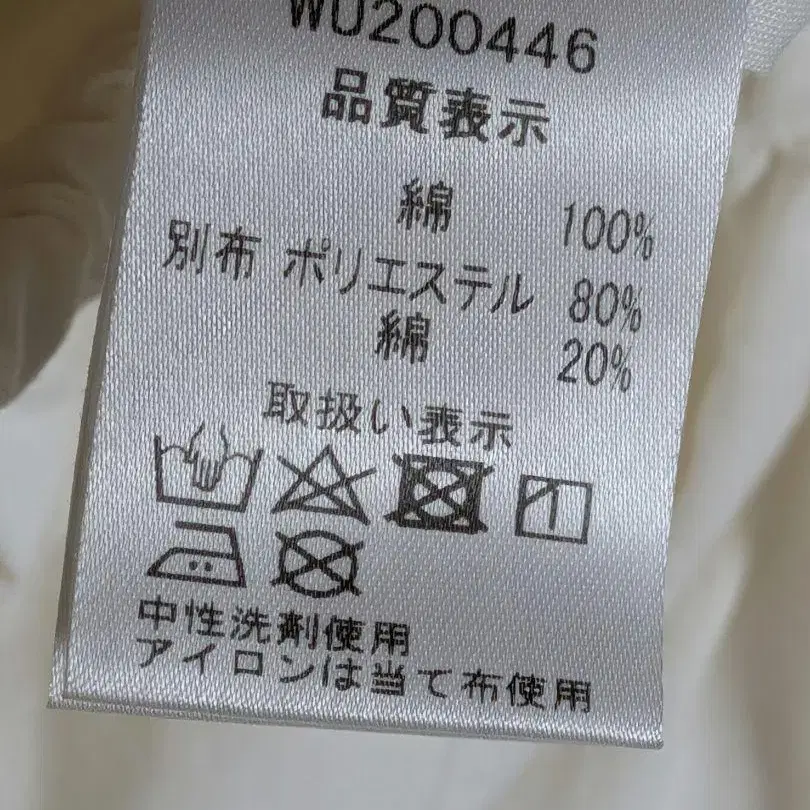 WU200446
品質表示
綿 100%
別布 ポリエステル 80%
綿 20%
取扱い表示
中性洗剤使用
アイロンは当て布使用